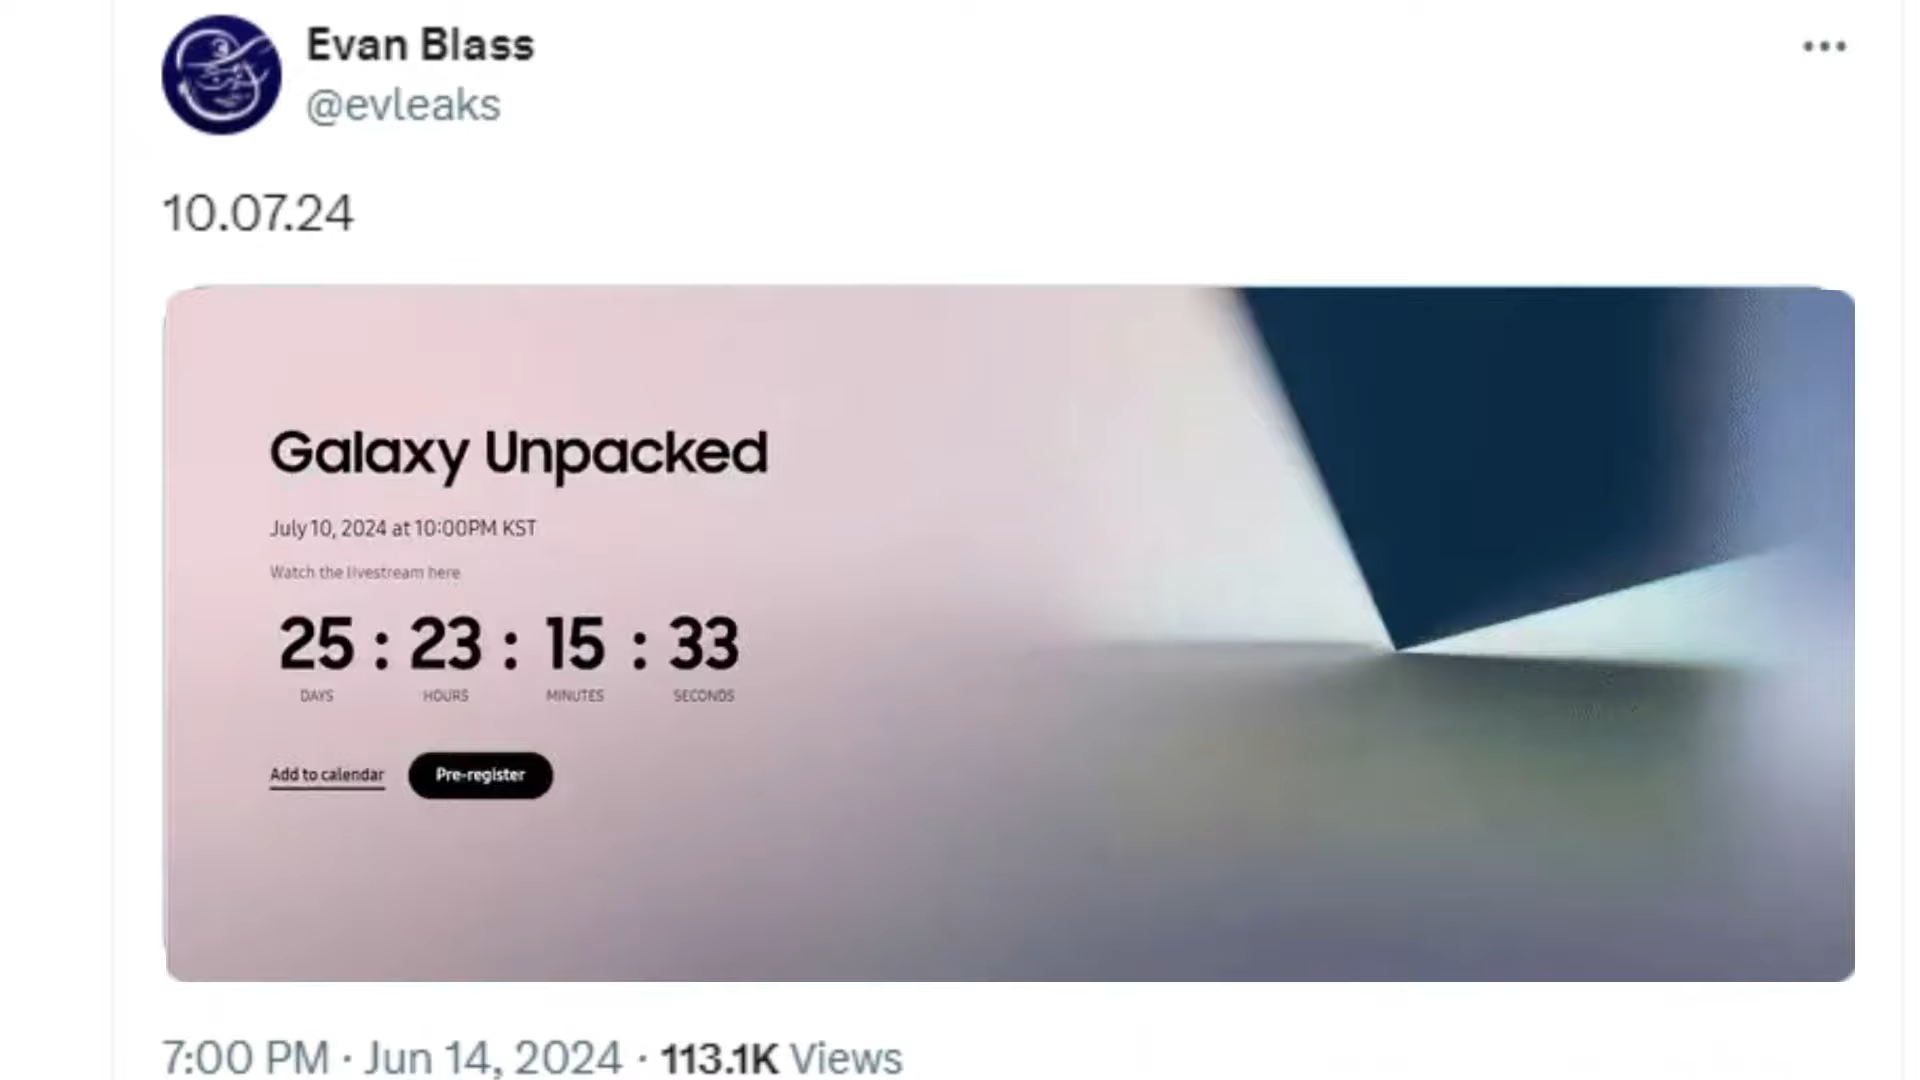 Evan Blass
@evleaks
10.07.24
Galaxy Unpacked
July 10, 2024 at 10:00PM KST
Watch the livestream here
25 : 23 : 15 : 33
DAYS HOURS MINUTES SECONDS
Add to calendar Pre-register
7:00 PM · Jun 14, 2024 · 113.1K Views